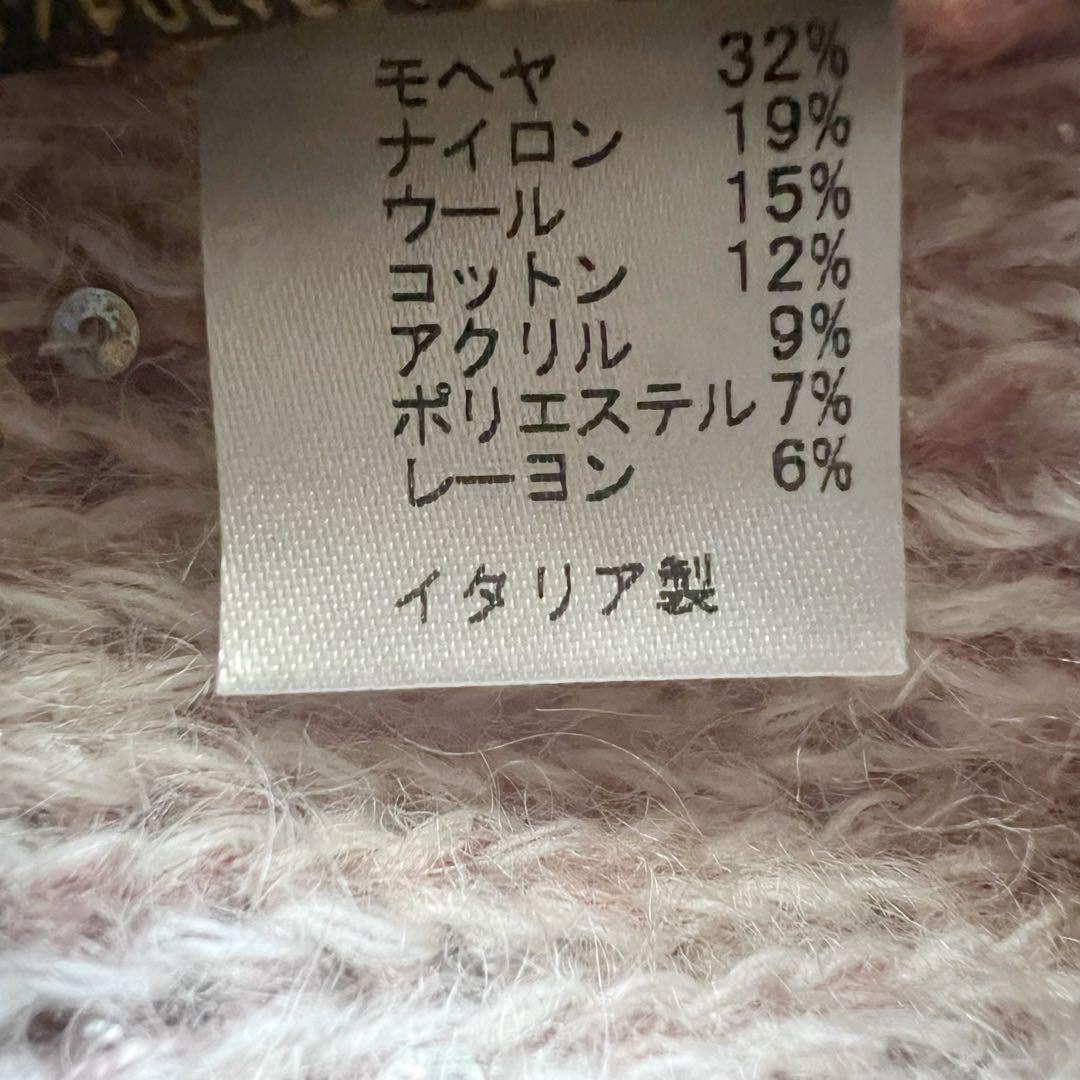 モヘヤ 32%
ナイロン 19%
ウール 15%
コットン 12%
アクリル 9%
ポリエステル 7%
レーヨン 6%
イタリア製